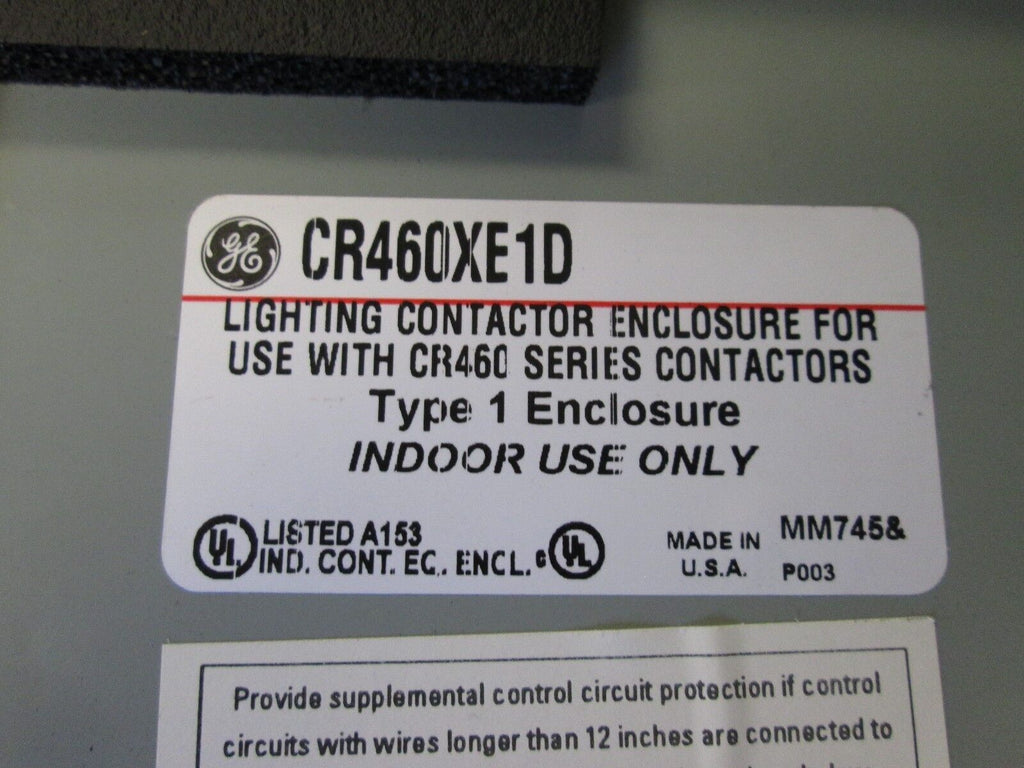 GE CR460XE1D
LIGHTING CONTACTOR ENCLOSURE FOR
USE WITH CR460 SERIES CONTACTORS
Type 1 Enclosure
INDOOR USE ONLY
UL LISTED A153
IND. CONT. EQ. ENCL. c UL
MADE IN
U.S.A.
MM745&
P003
Provide supplemental control circuit protection if control
circuits with wires longer than 12 inches are connected to